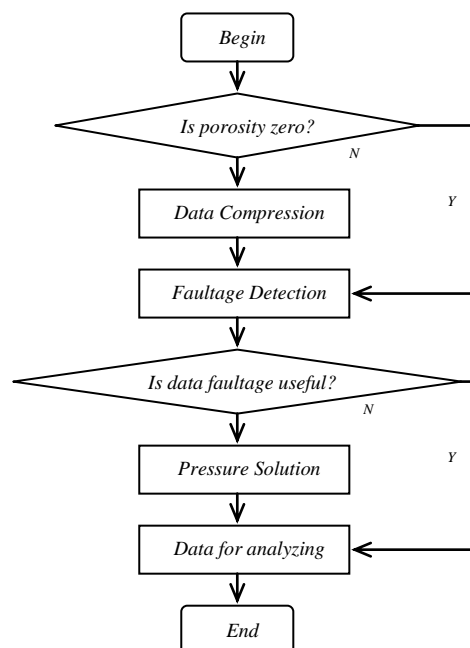 Begin
Is porosity zero?
N
Data Compression
Y
Faultage Detection
Is data faultage useful?
N
Pressure Solution
Y
Data for analyzing
End